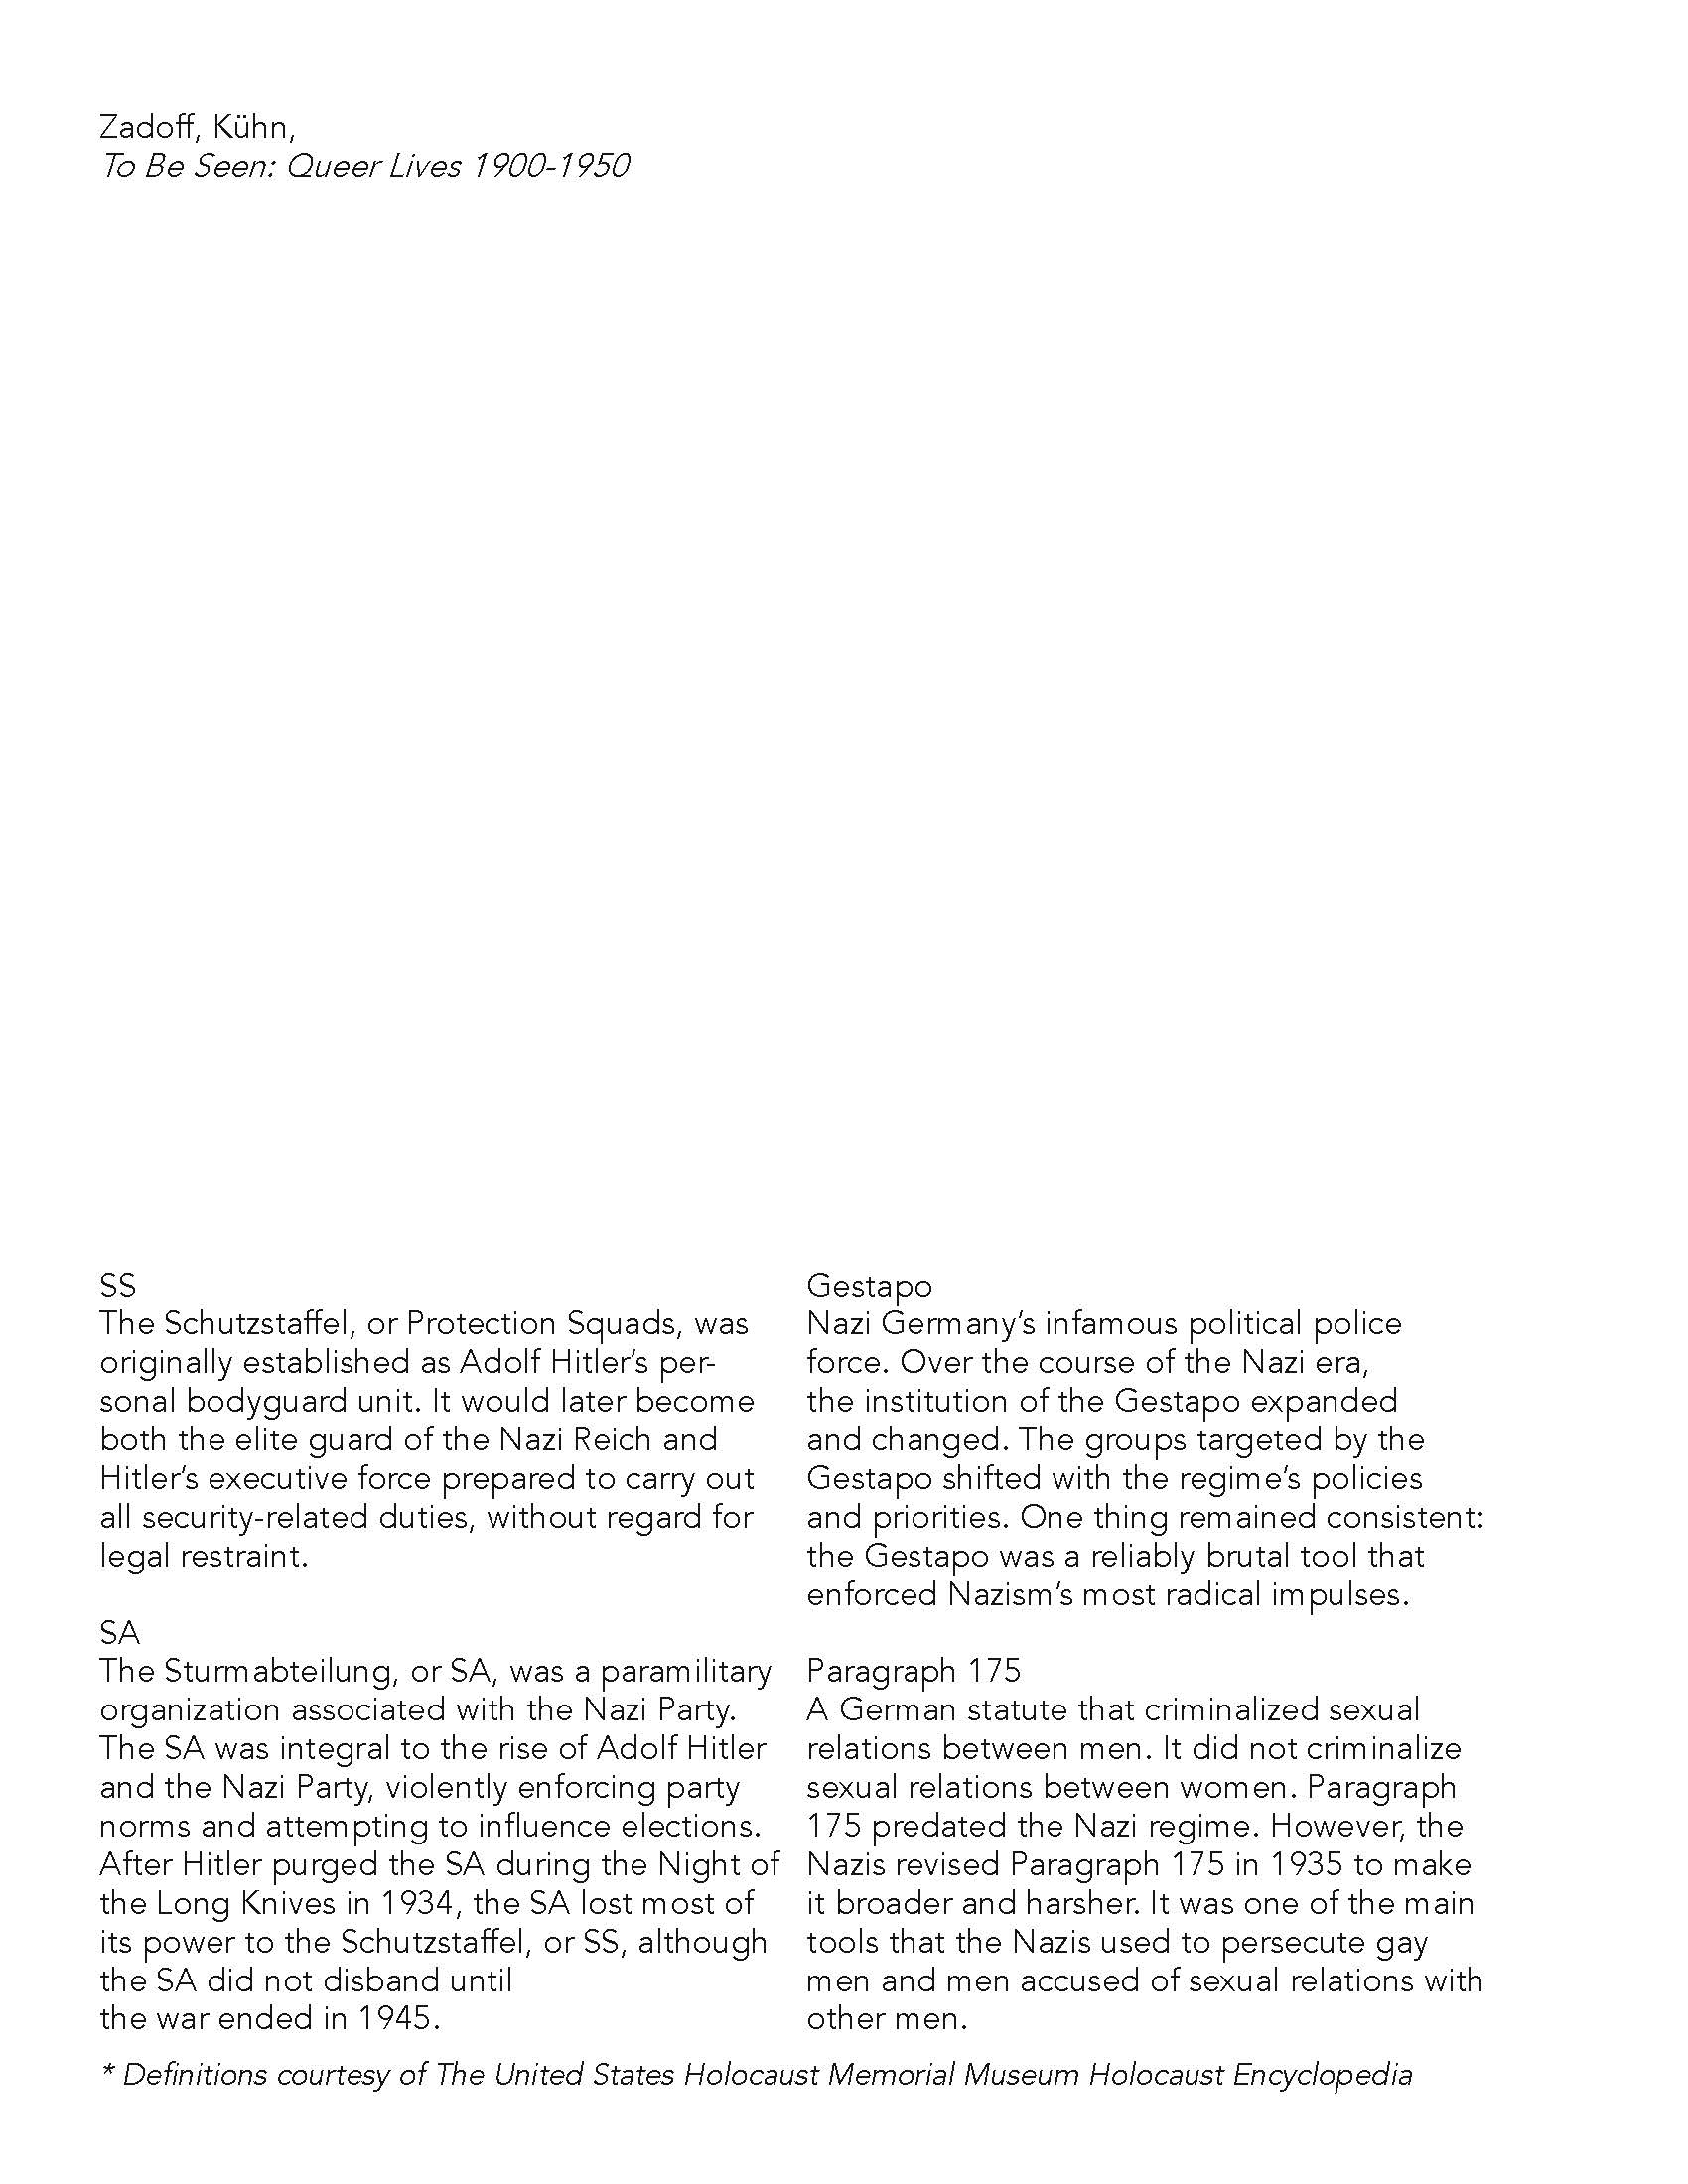 Zadoff, Kühn,
To Be Seen: Queer Lives 1900-1950
SS
The Schutzstaffel, or Protection Squads, was
originally established as Adolf Hitler’s per-
sonal bodyguard unit. It would later become
both the elite guard of the Nazi Reich and
Hitler’s executive force prepared to carry out
all security-related duties, without regard for
legal restraint.
SA
The Sturmabteilung, or SA, was a paramilitary
organization associated with the Nazi Party.
The SA was integral to the rise of Adolf Hitler
and the Nazi Party, violently enforcing party
norms and attempting to influence elections.
After Hitler purged the SA during the Night of
the Long Knives in 1934, the SA lost most of
its power to the Schutzstaffel, or SS, although
the SA did not disband until
the war ended in 1945.
Gestapo
Nazi Germany’s infamous political police
force. Over the course of the Nazi era,
the institution of the Gestapo expanded
and changed. The groups targeted by the
Gestapo shifted with the regime’s policies
and priorities. One thing remained consistent:
the Gestapo was a reliably brutal tool that
enforced Nazism’s most radical impulses.
Paragraph 175
A German statute that criminalized sexual
relations between men. It did not criminalize
sexual relations between women. Paragraph
175 predated the Nazi regime. However, the
Nazis revised Paragraph 175 in 1935 to make
it broader and harsher. It was one of the main
tools that the Nazis used to persecute gay
men and men accused of sexual relations with
other men.
* Definitions courtesy of The United States Holocaust Memorial Museum Holocaust Encyclopedia